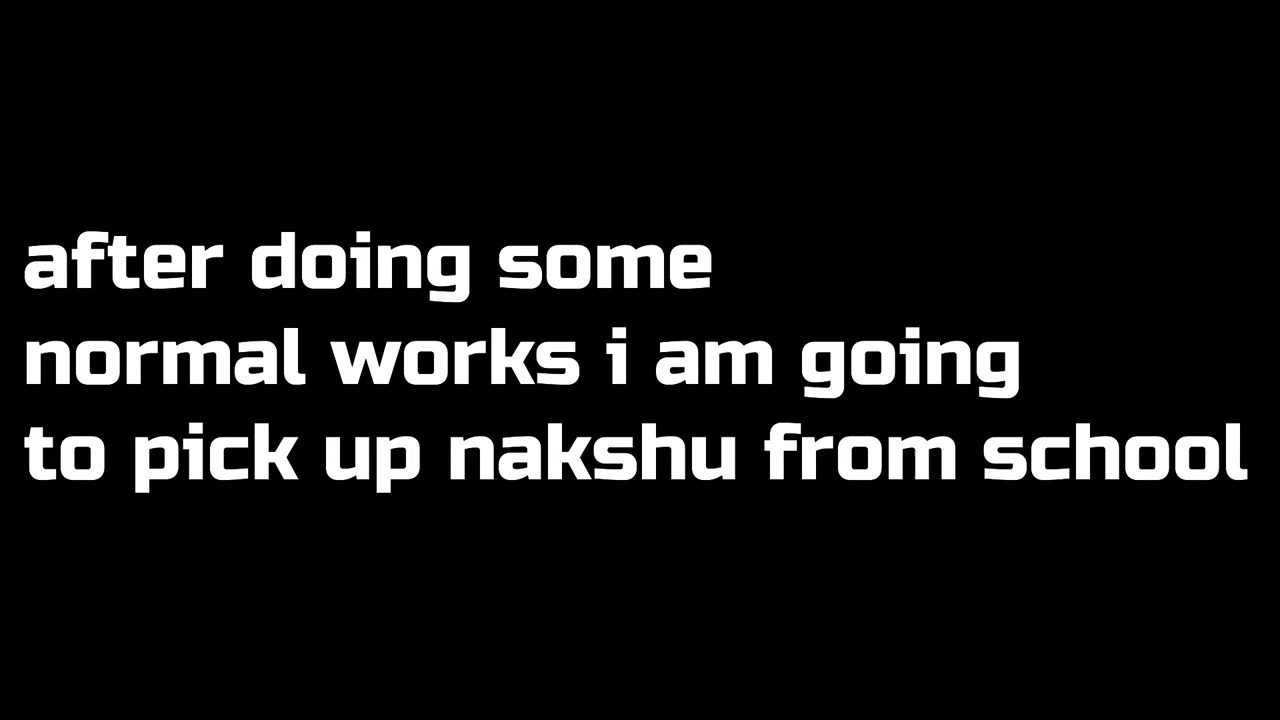 after doing some
normal works i am going
to pick up nakshu from school